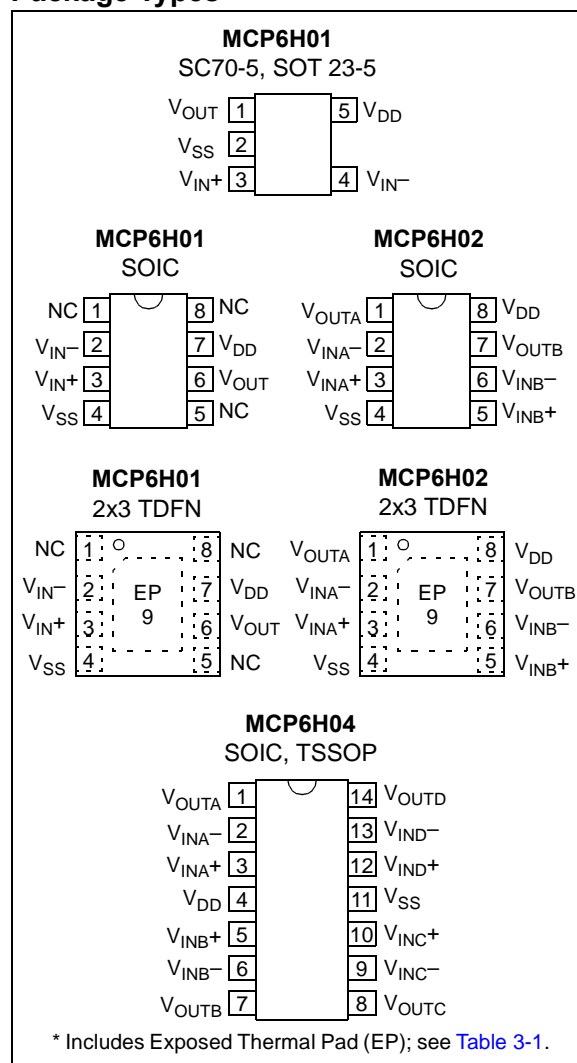 Package Types
MCP6H01
SC70-5, SOT 23-5
VOUT 1 5 VDD
VSS 2
VIN+ 3 4 VIN–
MCP6H01 MCP6H02
SOIC SOIC
NC 1 8 NC VOUTA 1 8 VDD
VIN– 2 7 VDD VINA– 2 7 VOUTB
VIN+ 3 6 VOUT VINA+ 3 6 VINB–
VSS 4 5 NC VSS 4 5 VINB+
MCP6H01 MCP6H02
2x3 TDFN 2x3 TDFN
NC 1 8 NC VOUTA 1 8 VDD
VIN– 2 EP 7 VDD VINA– 2 EP 7 VOUTB
VIN+ 3 9 6 VOUT VINA+ 3 9 6 VINB–
VSS 4 5 NC VSS 4 5 VINB+
MCP6H04
SOIC, TSSOP
VOUTA 1 14 VOUTD
VINA– 2 13 VIND–
VINA+ 3 12 VIND+
VDD 4 11 VSS
VINB+ 5 10 VINC+
VINB– 6 9 VINC–
VOUTB 7 8 VOUTC
* Includes Exposed Thermal Pad (EP); see Table 3-1.